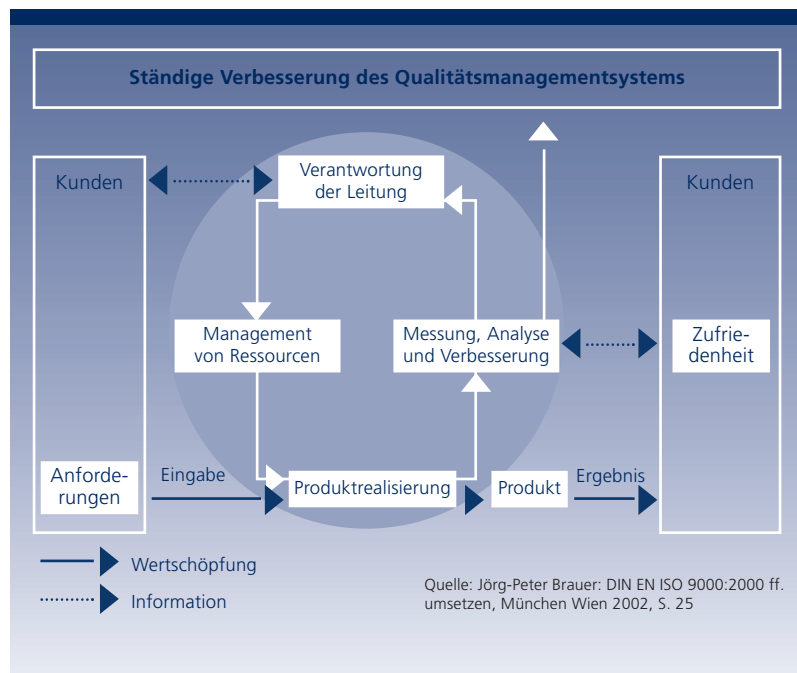 Ständige Verbesserung des Qualitätsmanagementsystems
Kunden
Verantwortung
der Leitung
Kunden
Management
von Ressourcen
Messung, Analyse
und Verbesserung
Zufrie-
denheit
Anforde-
rungen
Eingabe
Produktrealisierung
Produkt
Ergebnis
Wertschöpfung
Information
Quelle: Jörg-Peter Brauer: DIN EN ISO 9000:2000 ff.
umsetzen, München Wien 2002, S. 25